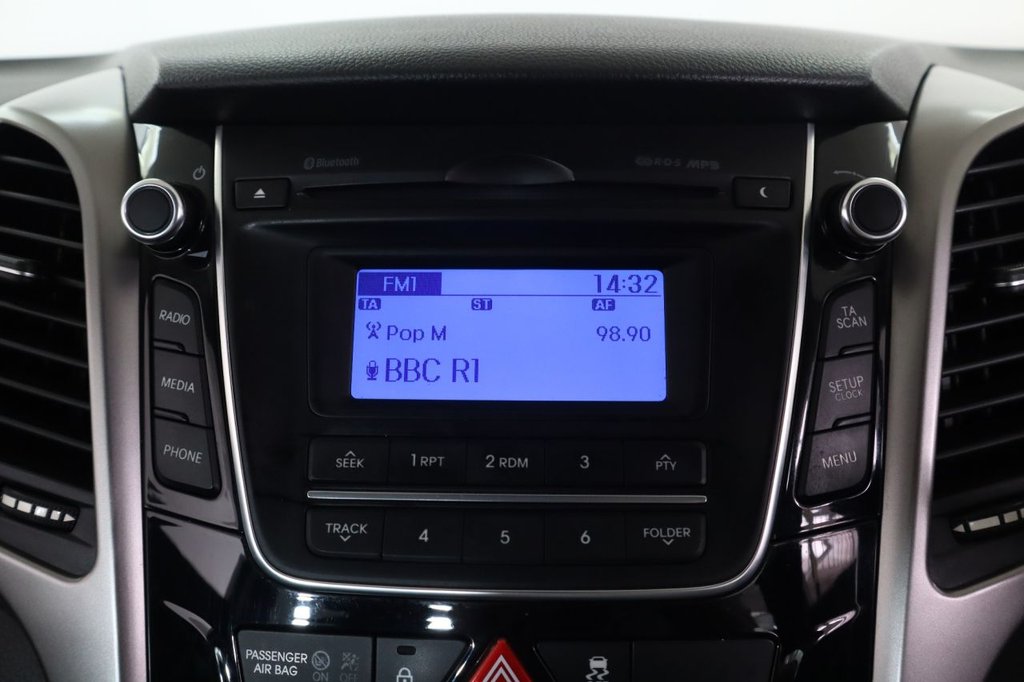 Bluetooth
R·D·S MP3
FM1 14:32
TA ST AF
Pop M 98.90
BBC R1
RADIO
MEDIA
PHONE
TA SCAN
SETUP CLOCK
MENU
SEEK 1 RPT 2 RDM 3 PTY
TRACK 4 5 6 FOLDER
PASSENGER
AIR BAG ON OFF